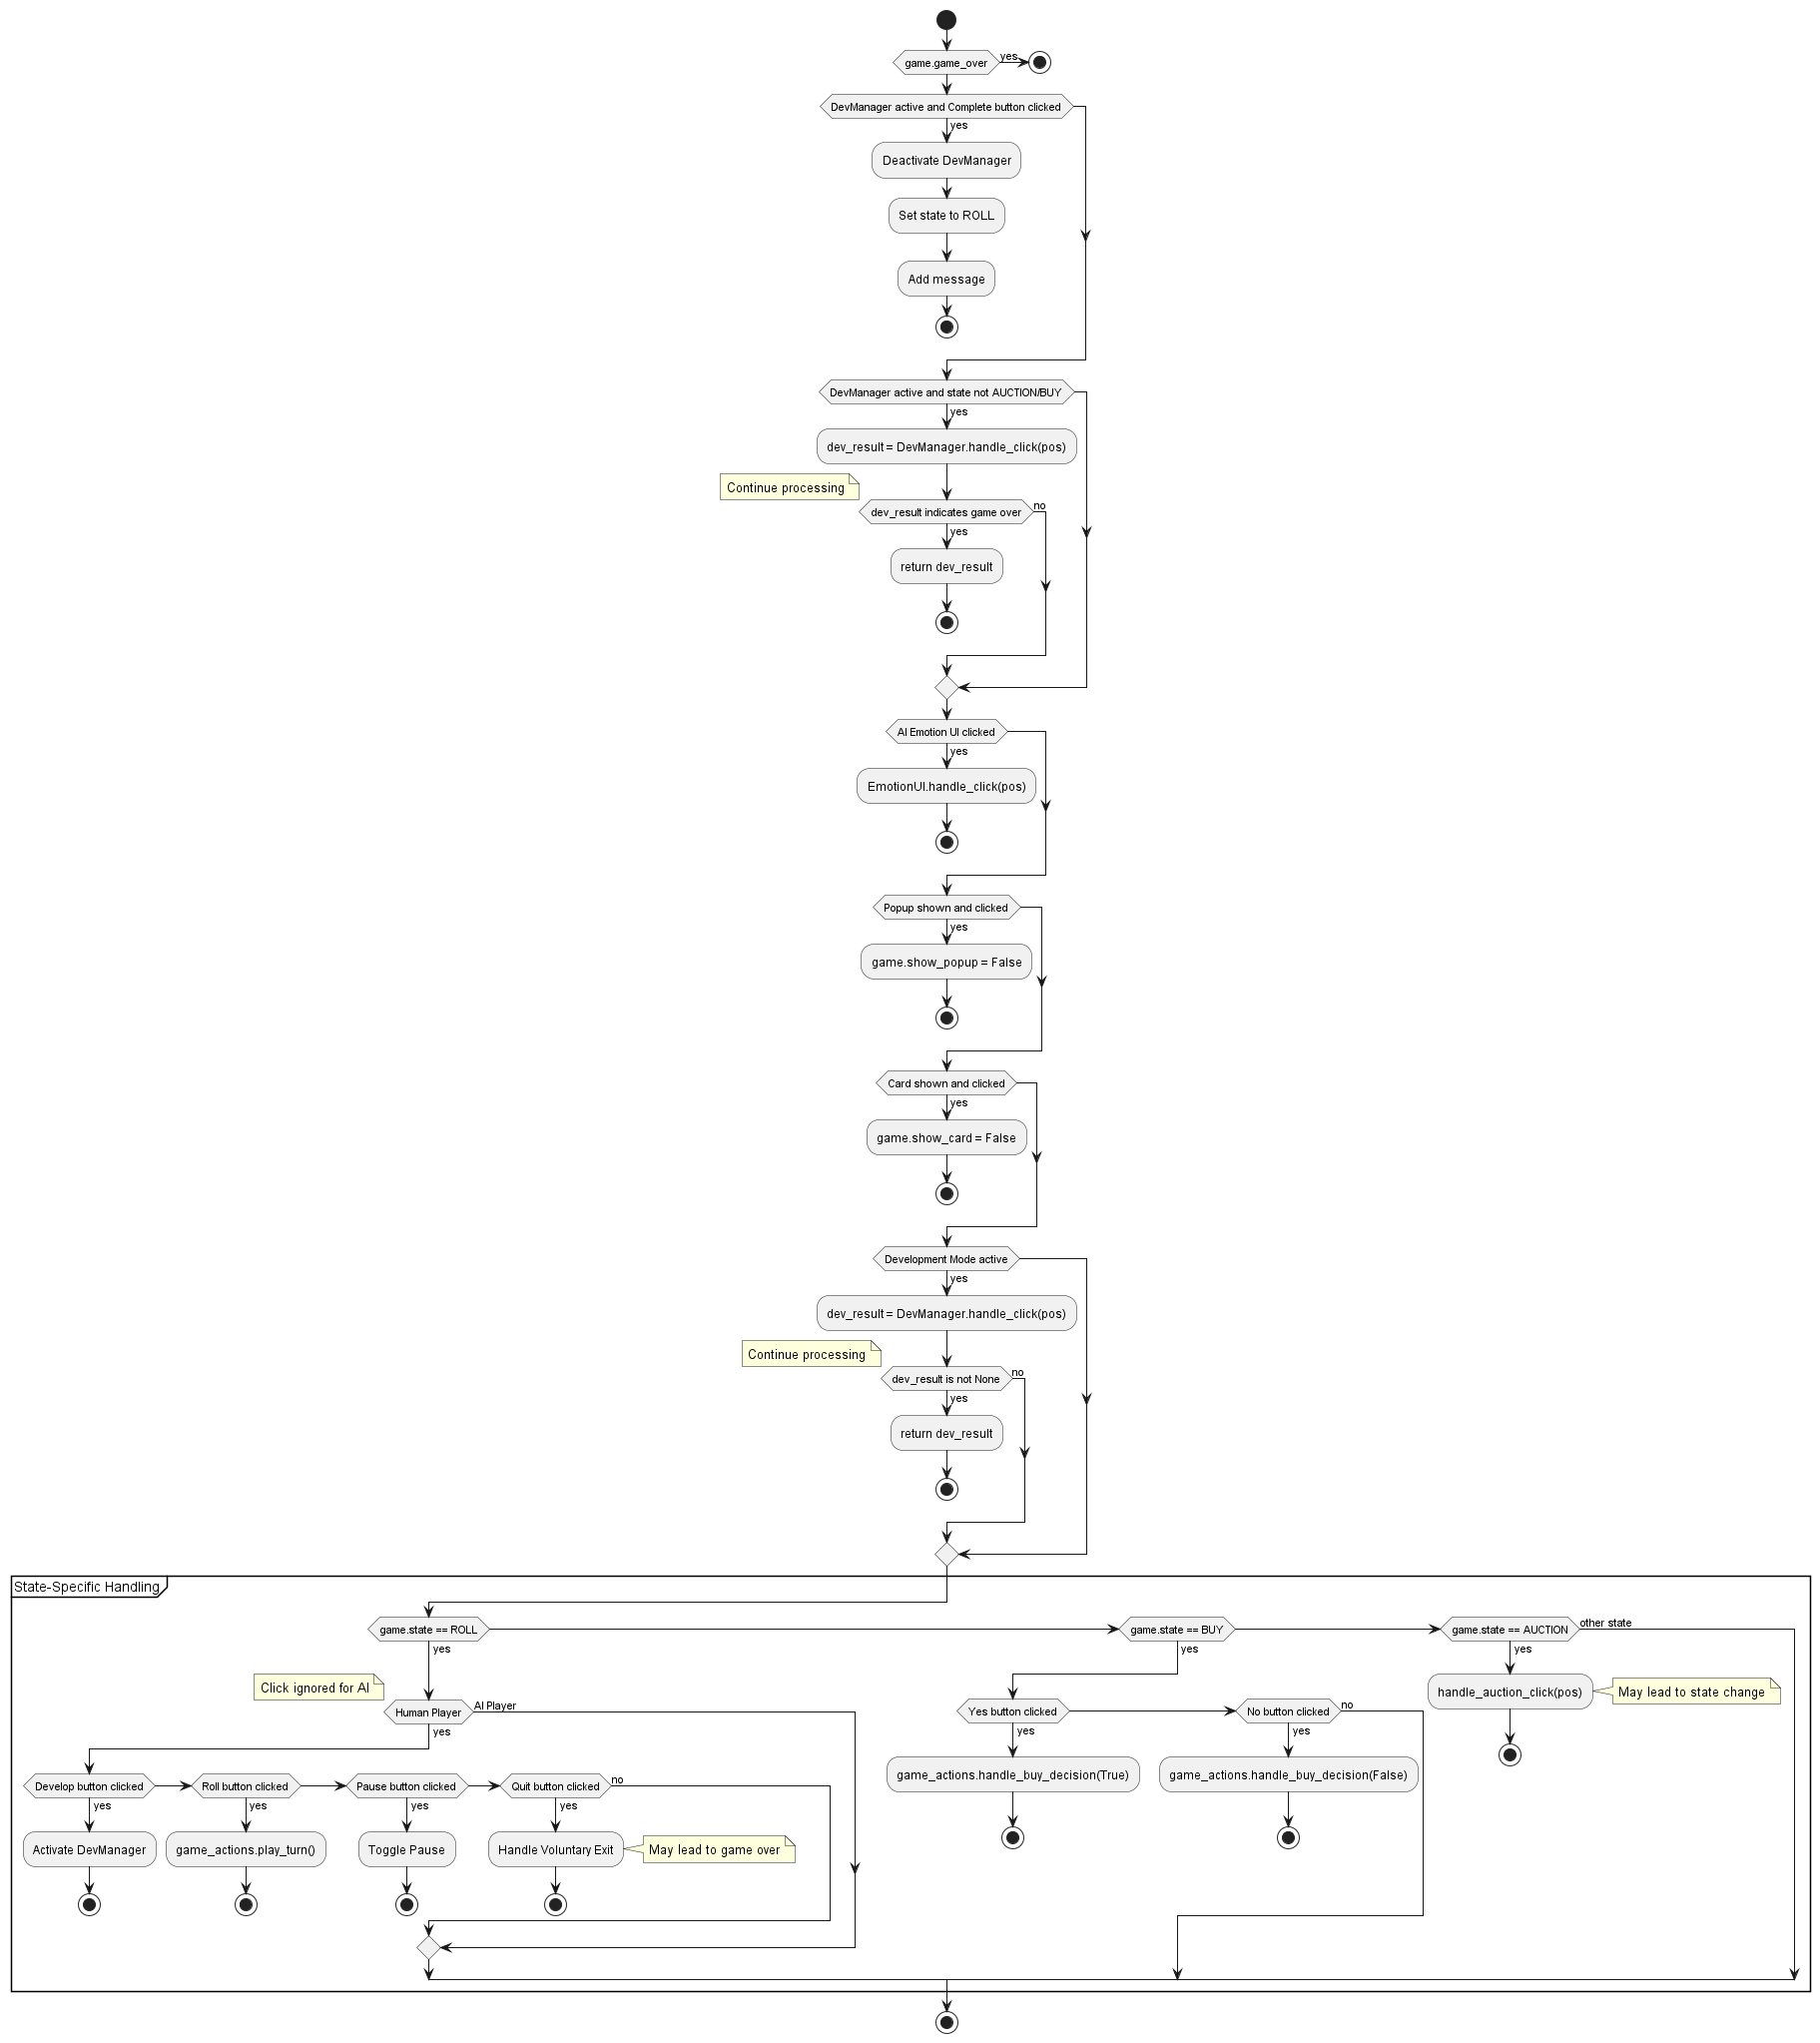 game.game_over
yes
DevManager active and Complete button clicked
yes
Deactivate DevManager
Set state to ROLL
Add message
DevManager active and state not AUCTION/BUY
yes
dev_result = DevManager.handle_click(pos)
Continue processing
dev_result indicates game over
no
yes
return dev_result
AI Emotion UI clicked
yes
EmotionUI.handle_click(pos)
Popup shown and clicked
yes
game.show_popup = False
Card shown and clicked
yes
game.show_card = False
Development Mode active
yes
dev_result = DevManager.handle_click(pos)
Continue processing
dev_result is not None
no
yes
return dev_result
State-Specific Handling
game.state == ROLL
yes
game.state == BUY
yes
game.state == AUCTION
other state
yes
Click ignored for AI
Human Player
AI Player
yes
Develop button clicked
yes
Activate DevManager
Roll button clicked
yes
game_actions.play_turn()
Pause button clicked
yes
Toggle Pause
Quit button clicked
no
yes
Handle Voluntary Exit
May lead to game over
Yes button clicked
yes
game_actions.handle_buy_decision(True)
No button clicked
no
yes
game_actions.handle_buy_decision(False)
handle_auction_click(pos)
May lead to state change